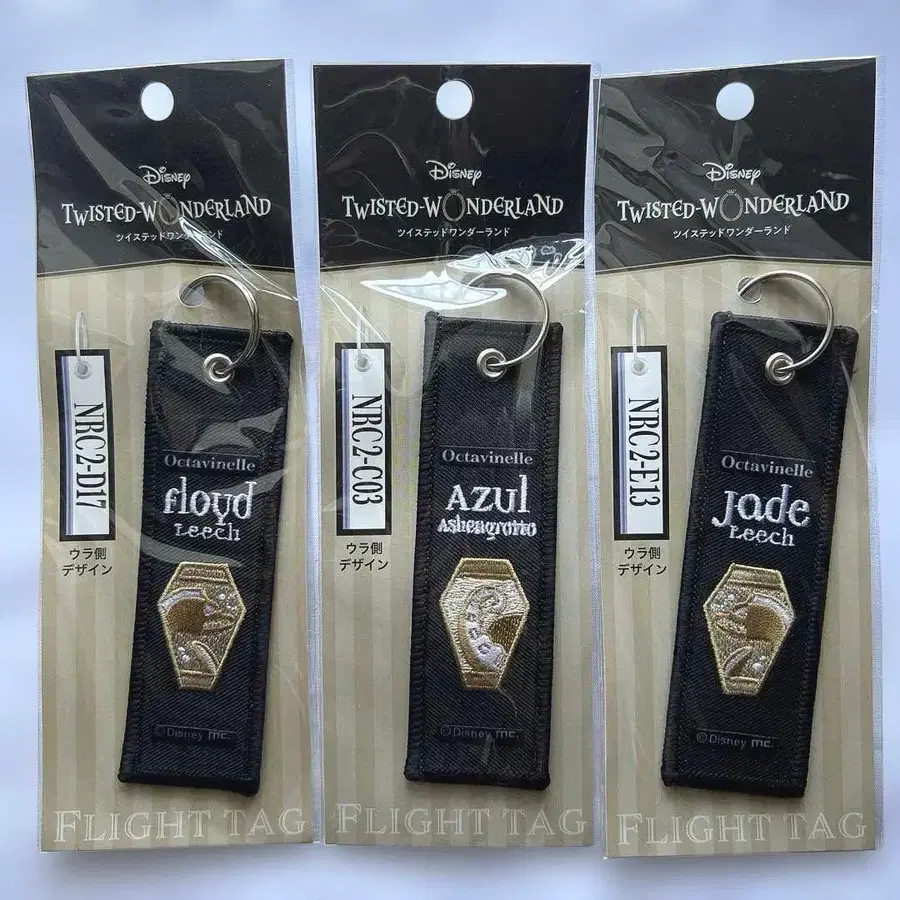 Disney
TWISTED-WONDERLAND
ツイステッドワンダーランド
NRC2-D17
ウラ側
デザイン
Octavinelle
floyd
Leech
©Disney mc.
FLIGHT TAG
Disney
TWISTED-WONDERLAND
ツイステッドワンダーランド
NRC2-C03
ウラ側
デザイン
Octavinelle
AZUl
Ashengrotto
©Disney mc.
FLIGHT TAG
Disney
TWISTED-WONDERLAND
ツイステッドワンダーランド
NRC2-E13
ウラ側
デザイン
Octavinelle
Jade
Leech
©Disney mc.
FLIGHT TAG